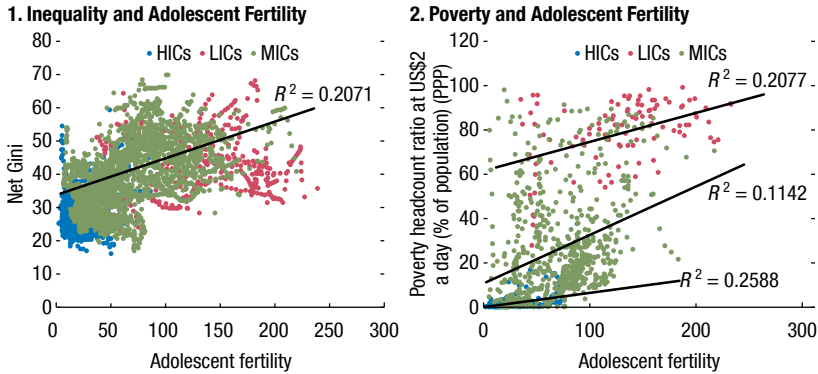 1. Inequality and Adolescent Fertility
80
70
60
50
40
30
20
10
0
Net Gini
HICs LICs MICs
R² = 0.2071
0 50 100 150 200 250 300
Adolescent fertility
2. Poverty and Adolescent Fertility
120
100
80
60
40
20
0
Poverty headcount ratio at US$2
a day (% of population) (PPP)
HICs LICs MICs
R² = 0.2077
R² = 0.1142
R² = 0.2588
0 100 200 300
Adolescent fertility